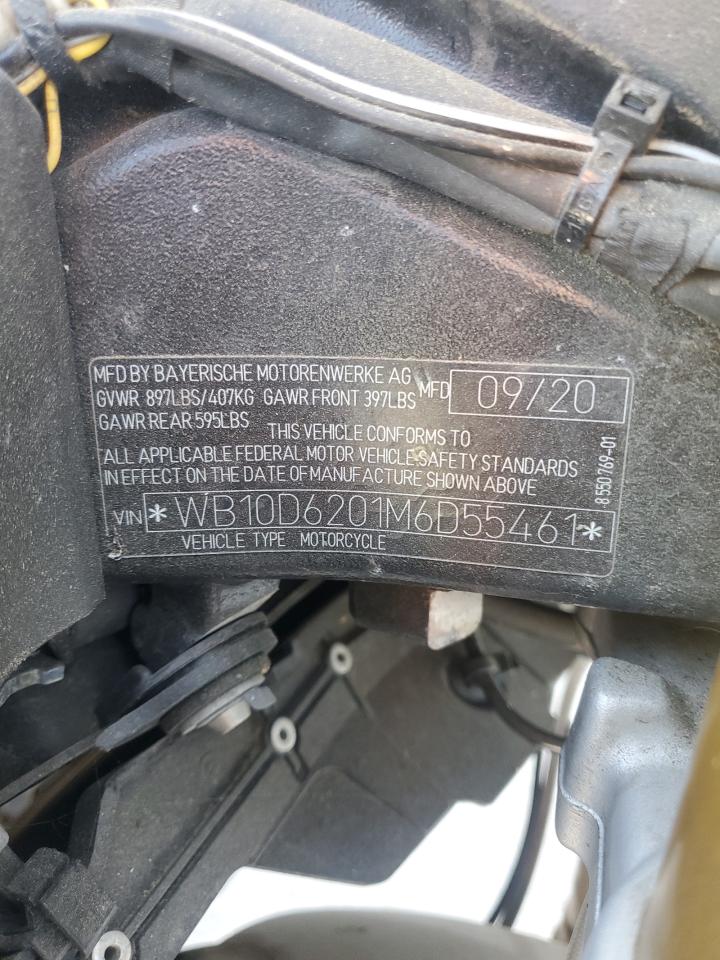 MFD BY BAYERISCHE MOTORENWERKE AG
GVWR 897LBS/407KG GAWR FRONT 397LBS
MFD 09/20
GAWR REAR 595LBS
THIS VEHICLE CONFORMS TO
ALL APPLICABLE FEDERAL MOTOR VEHICLE SAFETY STANDARDS
IN EFFECT ON THE DATE OF MANUFACTURE SHOWN ABOVE
8 550 769-01
VIN *WB10D6201M6D55461*
VEHICLE TYPE MOTORCYCLE